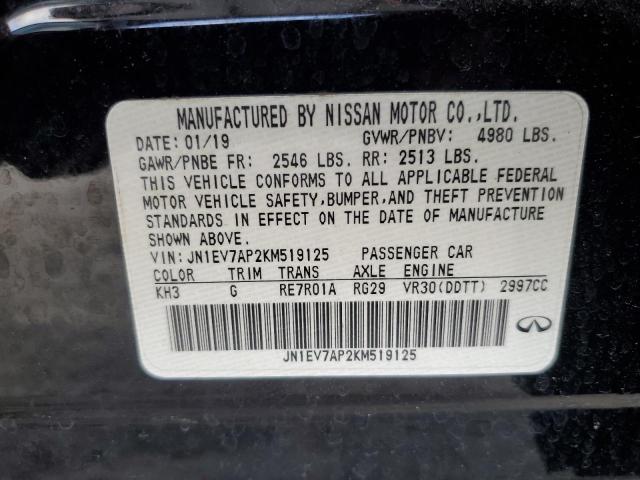 MANUFACTURED BY NISSAN MOTOR CO.,LTD.
DATE: 01/19 GVWR/PNBV: 4980 LBS.
GAWR/PNBE FR: 2546 LBS. RR: 2513 LBS.
THIS VEHICLE CONFORMS TO ALL APPLICABLE FEDERAL
MOTOR VEHICLE SAFETY,BUMPER,AND THEFT PREVENTION
STANDARDS IN EFFECT ON THE DATE OF MANUFACTURE
SHOWN ABOVE.
VIN: JN1EV7AP2KM519125 PASSENGER CAR
COLOR TRIM TRANS AXLE ENGINE
KH3 G RE7R01A RG29 VR30(DDTT) 2997CC
JN1EV7AP2KM519125